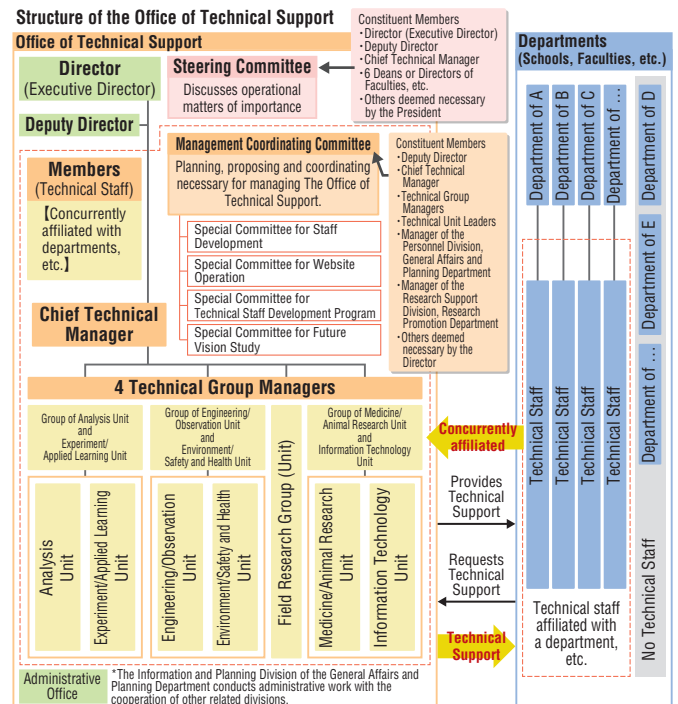 Structure of the Office of Technical Support
Office of Technical Support
Director
(Executive Director)
Deputy Director
Steering Committee
Discusses operational
matters of importance
Constituent Members
・Director (Executive Director)
・Deputy Director
・Chief Technical Manager
・6 Deans or Directors of
Faculties, etc.
・Others deemed necessary
by the President
Members
(Technical Staff)
【Concurrently
affiliated with
departments,
etc.】
Management Coordinating Committee
Planning, proposing and coordinating
necessary for managing The Office of
Technical Support.
Special Committee for Staff
Development
Special Committee for Website
Operation
Special Committee for
Technical Staff Development Program
Special Committee for Future
Vision Study
Constituent Members
・Deputy Director
・Chief Technical
Manager
・Technical Group
Managers
・Technical Unit Leaders
・Manager of the
Personnel Division,
General Affairs and
Planning Department
・Manager of the
Research Support
Division, Research
Promotion Department
・Others deemed
necessary by the
Director
Chief Technical
Manager
4 Technical Group Managers
Group of Analysis Unit
and
Experiment/
Applied Learning Unit
Group of Engineering/
Observation Unit
and
Environment/
Safety and Health Unit
Group of Medicine/
Animal Research Unit
and
Information Technology
Unit
Analysis
Unit
Experiment/Applied Learning
Unit
Engineering/Observation
Unit
Environment/Safety and Health
Unit
Field Research Group (Unit)
Medicine/Animal Research
Unit
Information Technology
Unit
Administrative
Office
*The Information and Planning Division of the General Affairs and
Planning Department conducts administrative work with the
cooperation of other related divisions.
Concurrently
affiliated
Provides
Technical
Support
Requests
Technical
Support
Technical
Support
Departments
(Schools, Faculties, etc.)
Department of A
Department of B
Department of C
Department of …
Department of D
Department of E
Department of …
Technical Staff
Technical Staff
Technical Staff
Technical Staff
No Technical Staff
Technical staff
affiliated with
a department,
etc.